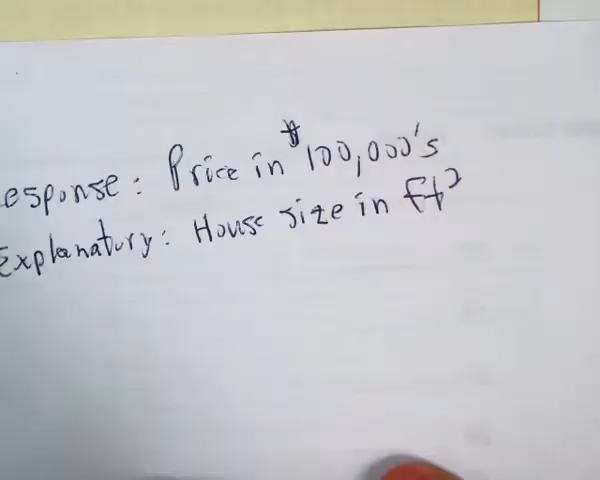 esponse: Price in $100,000's
Explanatory: House size in ft²